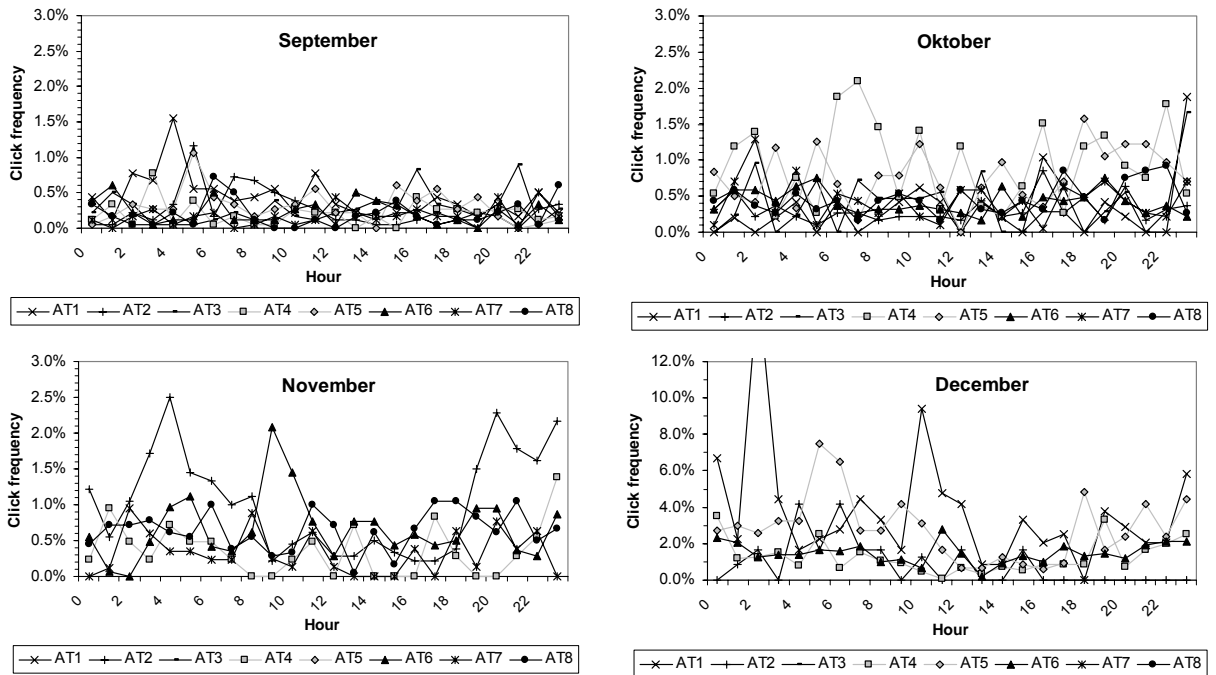 September
Click frequency
3.0%
2.5%
2.0%
1.5%
1.0%
0.5%
0.0%
0 2 4 6 8 10 12 14 16 18 20 22
Hour
AT1 AT2 AT3 AT4 AT5 AT6 AT7 AT8
Oktober
Click frequency
3.0%
2.5%
2.0%
1.5%
1.0%
0.5%
0.0%
0 2 4 6 8 10 12 14 16 18 20 22
Hour
AT1 AT2 AT3 AT4 AT5 AT6 AT7 AT8
November
Click frequency
3.0%
2.5%
2.0%
1.5%
1.0%
0.5%
0.0%
0 2 4 6 8 10 12 14 16 18 20 22
Hour
AT1 AT2 AT3 AT4 AT5 AT6 AT7 AT8
December
Click frequency
12.0%
10.0%
8.0%
6.0%
4.0%
2.0%
0.0%
0 2 4 6 8 10 12 14 16 18 20 22
Hour
AT1 AT2 AT3 AT4 AT5 AT6 AT7 AT8